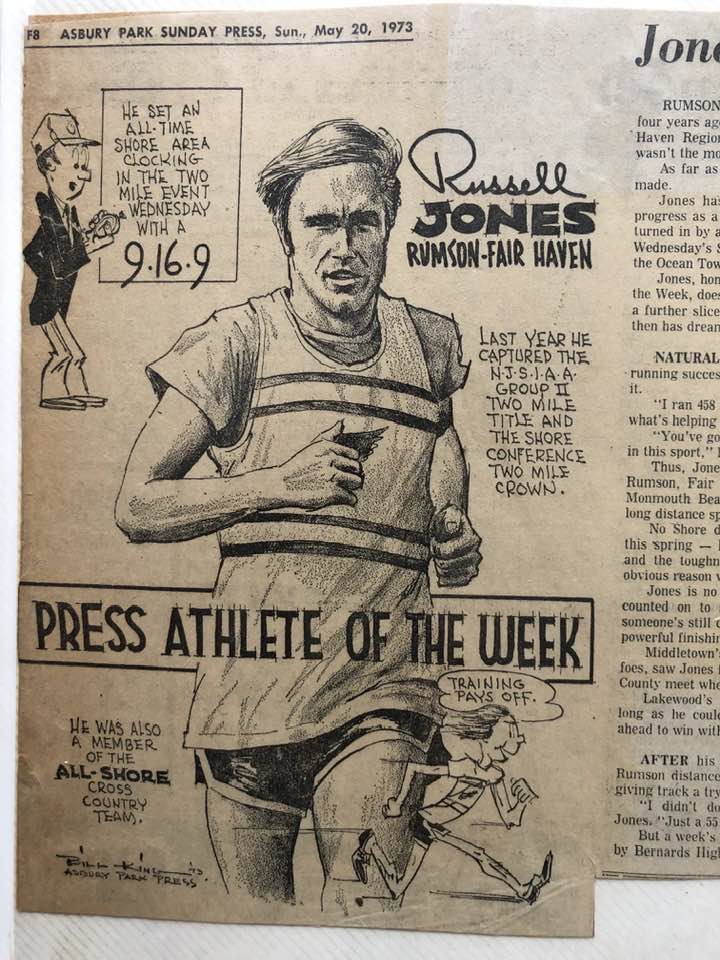 F8 ASBURY PARK SUNDAY PRESS, Sun., May 20, 1973
HE SET AN
ALL-TIME
SHORE AREA
CLOCKING
IN THE TWO
MILE EVENT
WEDNESDAY
WITH A
9.16.9
Russell
JONES
RUMSON-FAIR HAVEN
LAST YEAR HE
CAPTURED THE
N.J.S.I.A.A.
GROUP II
TWO MILE
TITLE AND
THE SHORE
CONFERENCE
TWO MILE
CROWN.
PRESS ATHLETE OF THE WEEK
TRAINING
PAYS OFF.
HE WAS ALSO
A MEMBER
OF THE
ALL-SHORE
CROSS
COUNTRY
TEAM.
BILL KING '73
ASBURY PARK PRESS
Jone
RUMSON
four years ag
Haven Region
wasn't the mo
As far as
made.
Jones has
progress as a
turned in by a
Wednesday's S
the Ocean Tow
Jones, hon
the Week, does
a further slice
then has drean
NATURAL
running succes
it.
"I ran 458
what's helping
"You've go
in this sport,"
Thus, Jone
Rumson, Fair
Monmouth Bea
long distance sp
No Shore d
this spring —
and the toughn
obvious reason
Jones is no
counted on to
someone's still c
powerful finishin
Middletown's
foes, saw Jones
County meet whe
Lakewood's
long as he could
ahead to win with
AFTER his
Rumson distance
giving track a try
"I didn't do
Jones. "Just a 55
But a week's
by Bernards High